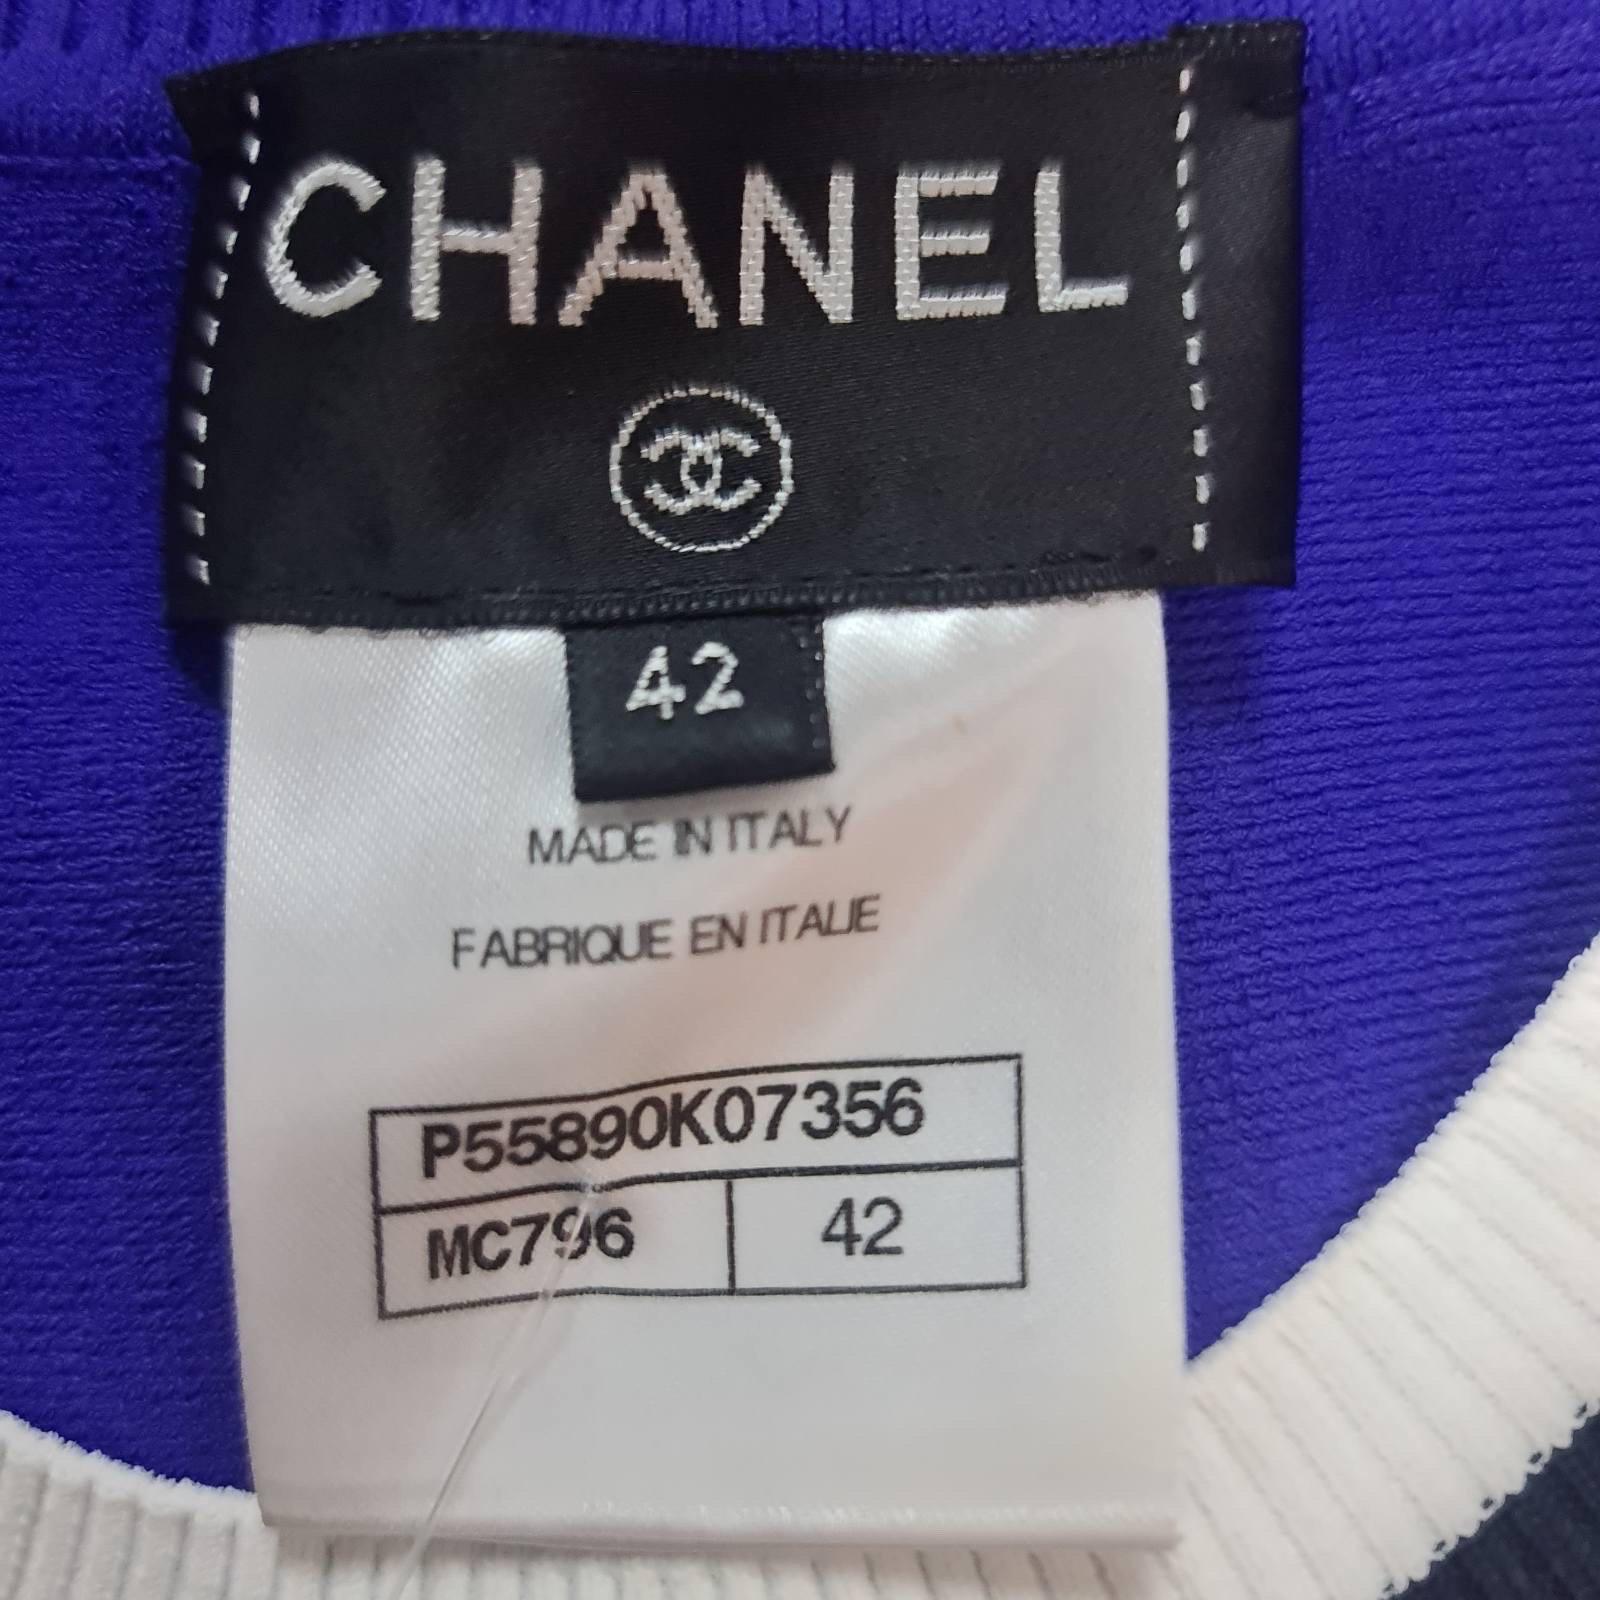 CHANEL
42
MADE IN ITALY
FABRIQUE EN ITALIE
P55890K07356
MC796 42